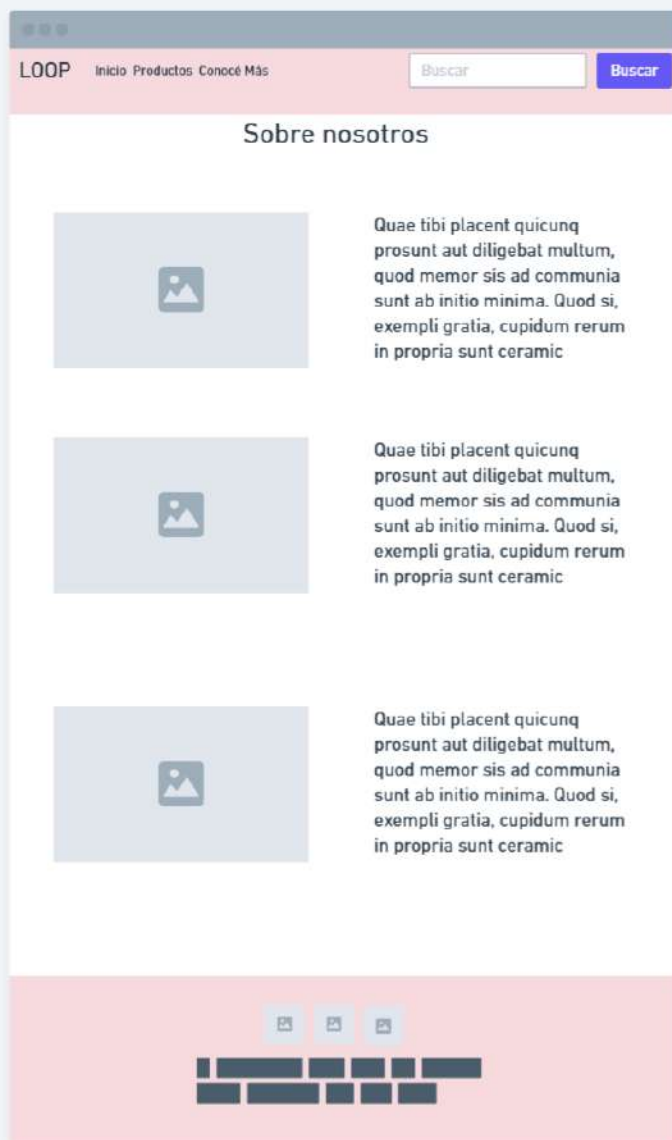 LOOP Inicio Productos Conocé Más Buscar Buscar
Sobre nosotros
Quae tibi placent quicunq
prosunt aut diligebat multum,
quod memor sis ad communia
sunt ab initio minima. Quod si,
exempli gratia, cupidum rerum
in propria sunt ceramic
Quae tibi placent quicunq
prosunt aut diligebat multum,
quod memor sis ad communia
sunt ab initio minima. Quod si,
exempli gratia, cupidum rerum
in propria sunt ceramic
Quae tibi placent quicunq
prosunt aut diligebat multum,
quod memor sis ad communia
sunt ab initio minima. Quod si,
exempli gratia, cupidum rerum
in propria sunt ceramic